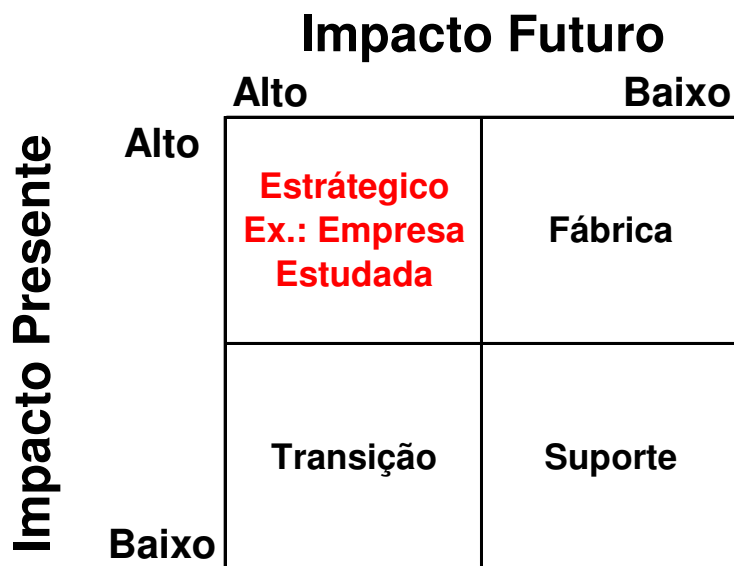 Impacto Futuro
Alto Baixo
Impacto Presente
Alto
Estrátegico
Ex.: Empresa
Estudada
Fábrica
Transição
Suporte
Baixo